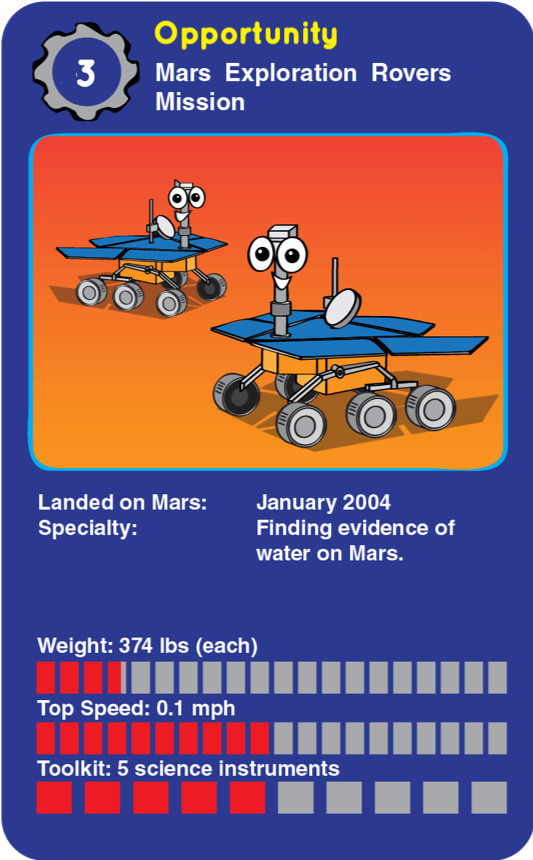 3
Opportunity
Mars Exploration Rovers
Mission
Landed on Mars: January 2004
Specialty: Finding evidence of
water on Mars.
Weight: 374 lbs (each)
Top Speed: 0.1 mph
Toolkit: 5 science instruments